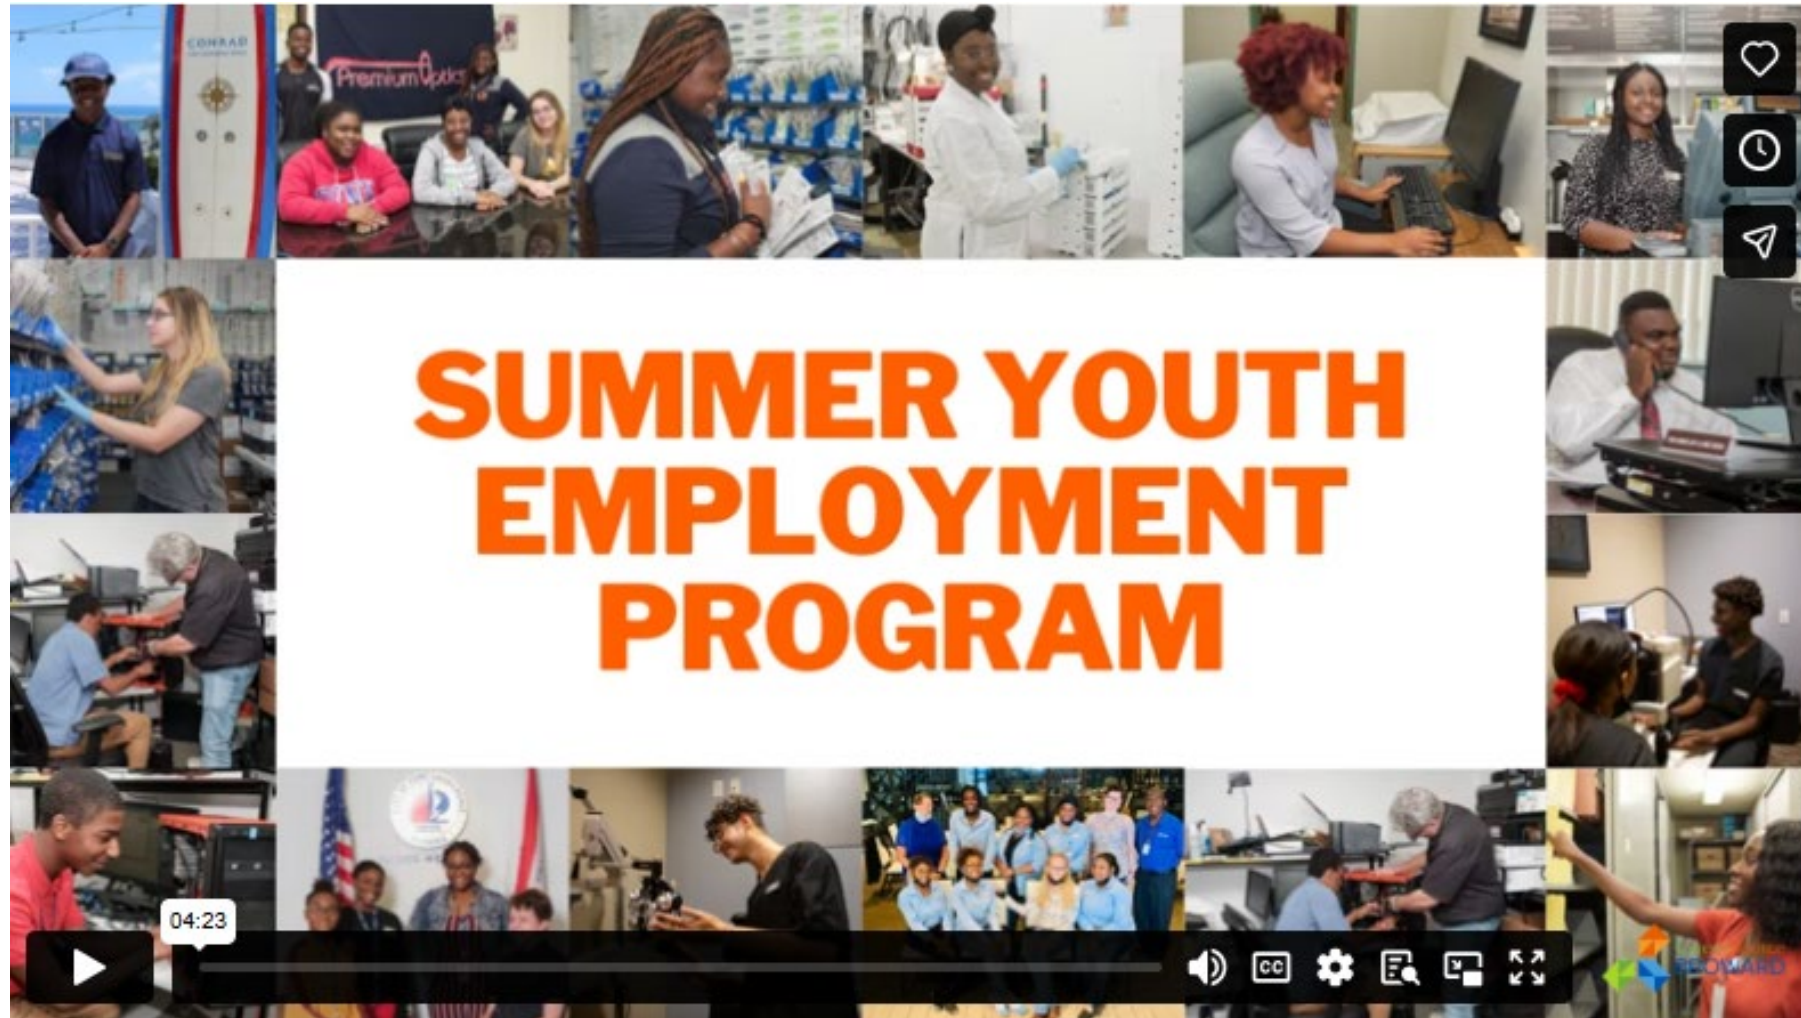 CONRAD
Premium Optics
SUMMER YOUTH
EMPLOYMENT
PROGRAM
04:23
CC
BROWARD